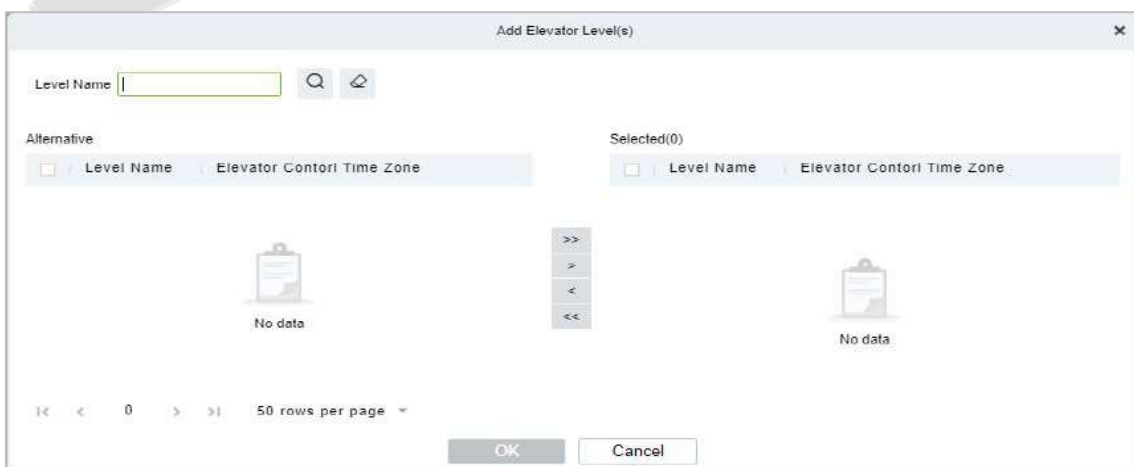 Add Elevator Level(s)
Level Name
Alternative
Selected(0)
Level Name Elevator Contorl Time Zone
Level Name Elevator Contorl Time Zone
>>
>
<
<<
No data
No data
0 50 rows per page
OK Cancel